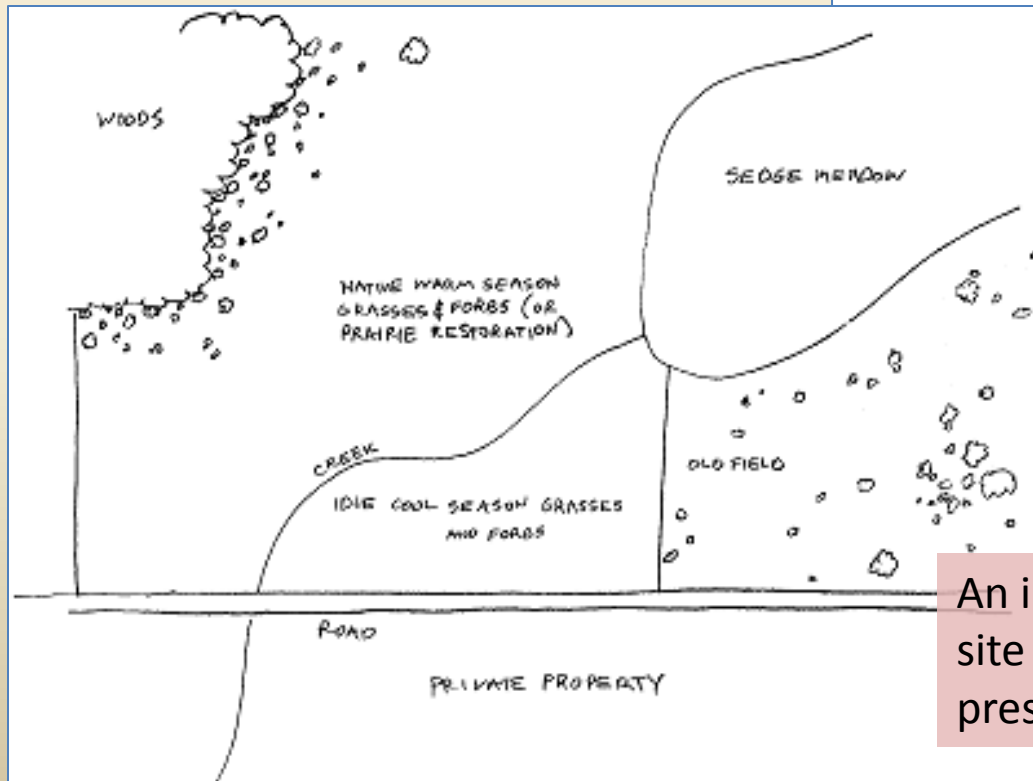 WOODS
SEDGE MEADOW
NATIVE WARM SEASON
GRASSES & FORBS (OR
PRAIRIE RESTORATION)
CREEK
OLD FIELD
IDLE COOL SEASON GRASSES
AND FORBS
An i
site
pres
ROAD
PRIVATE PROPERTY